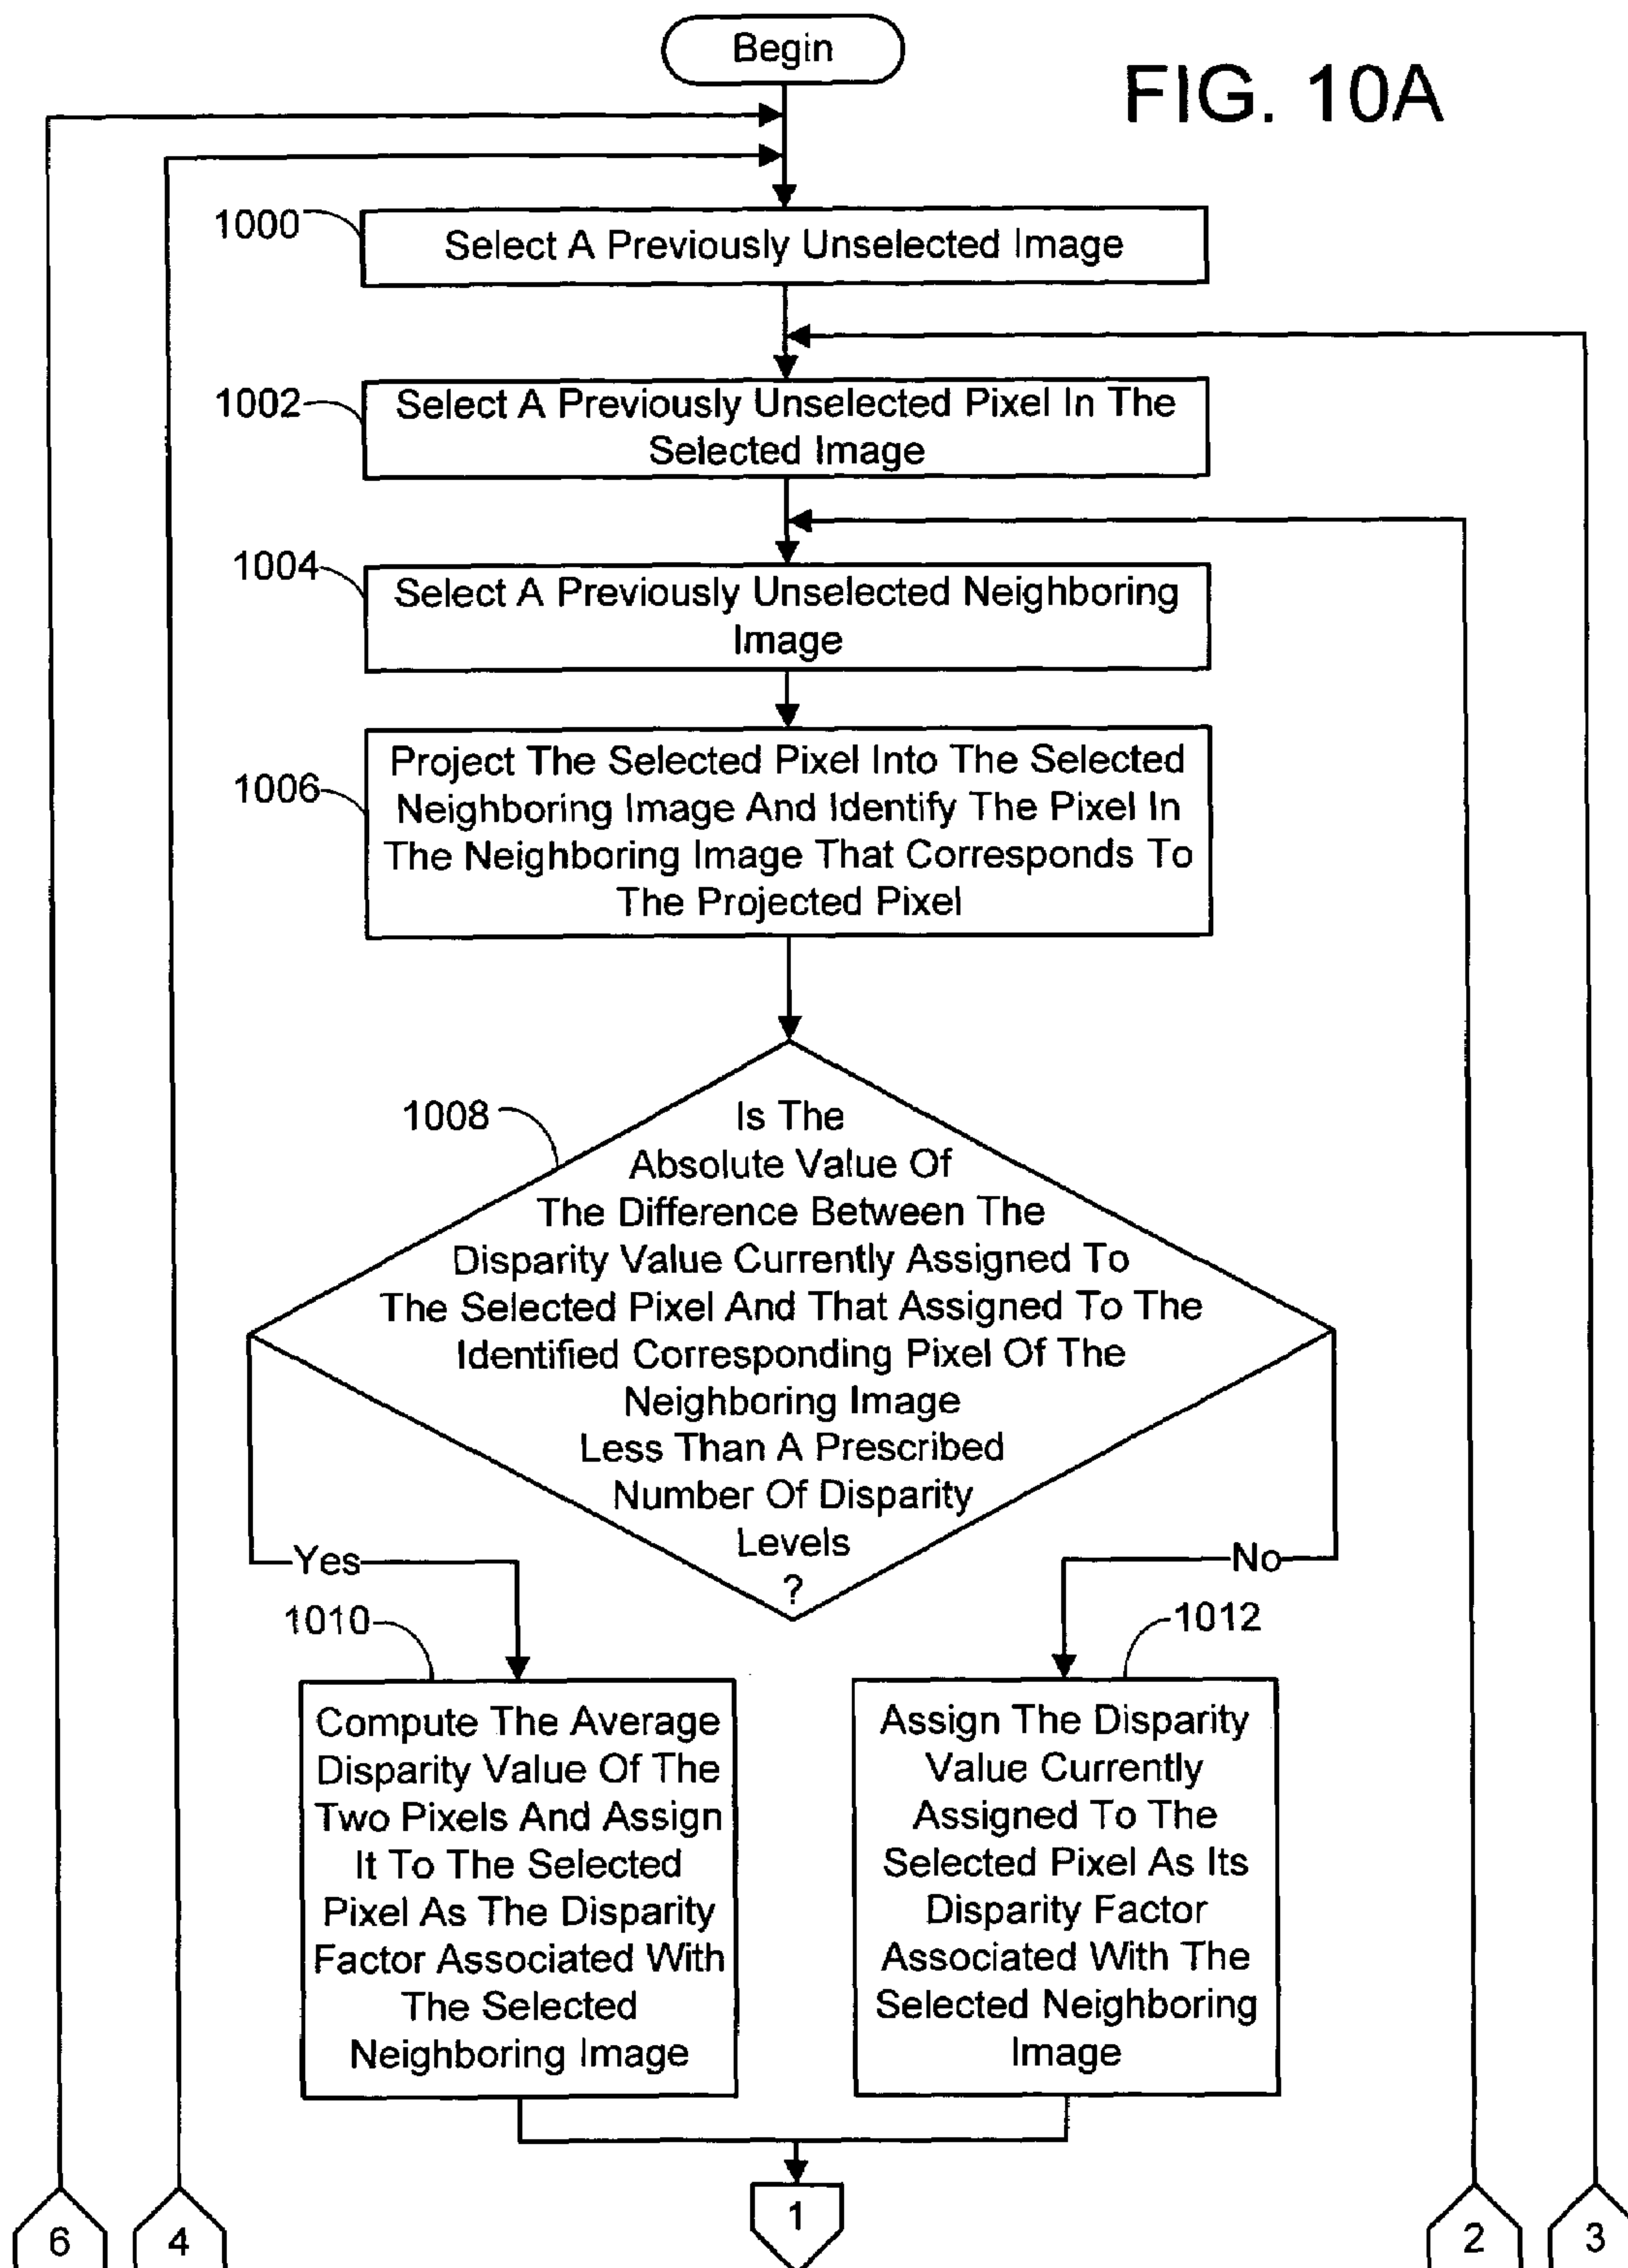 Begin
FIG. 10A
1000
Select A Previously Unselected Image
1002
Select A Previously Unselected Pixel In The
Selected Image
1004
Select A Previously Unselected Neighboring
Image
1006
Project The Selected Pixel Into The Selected
Neighboring Image And Identify The Pixel In
The Neighboring Image That Corresponds To
The Projected Pixel
1008
Is The
Absolute Value Of
The Difference Between The
Disparity Value Currently Assigned To
The Selected Pixel And That Assigned To The
Identified Corresponding Pixel Of The
Neighboring Image
Less Than A Prescribed
Number Of Disparity
Levels
?
Yes
No
1010
1012
Compute The Average
Disparity Value Of The
Two Pixels And Assign
It To The Selected
Pixel As The Disparity
Factor Associated With
The Selected
Neighboring Image
Assign The Disparity
Value Currently
Assigned To The
Selected Pixel As Its
Disparity Factor
Associated With The
Selected Neighboring
Image
6
4
1
2
3